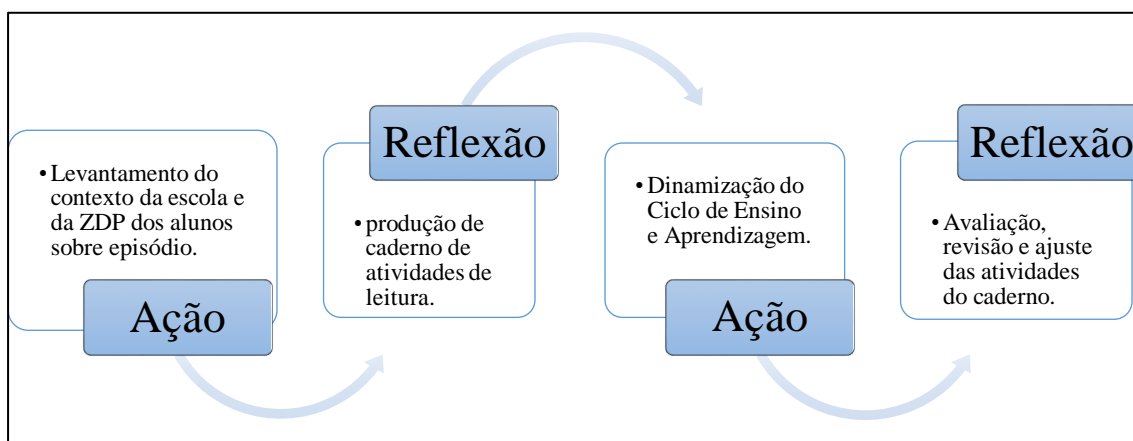 • Levantamento do
contexto da escola e
da ZDP dos alunos
sobre episódio.
Ação
Reflexão
• produção de
caderno de
atividades de
leitura.
• Dinamização do
Ciclo de Ensino
e Aprendizagem.
Ação
Reflexão
• Avaliação,
revisão e ajuste
das atividades
do caderno.